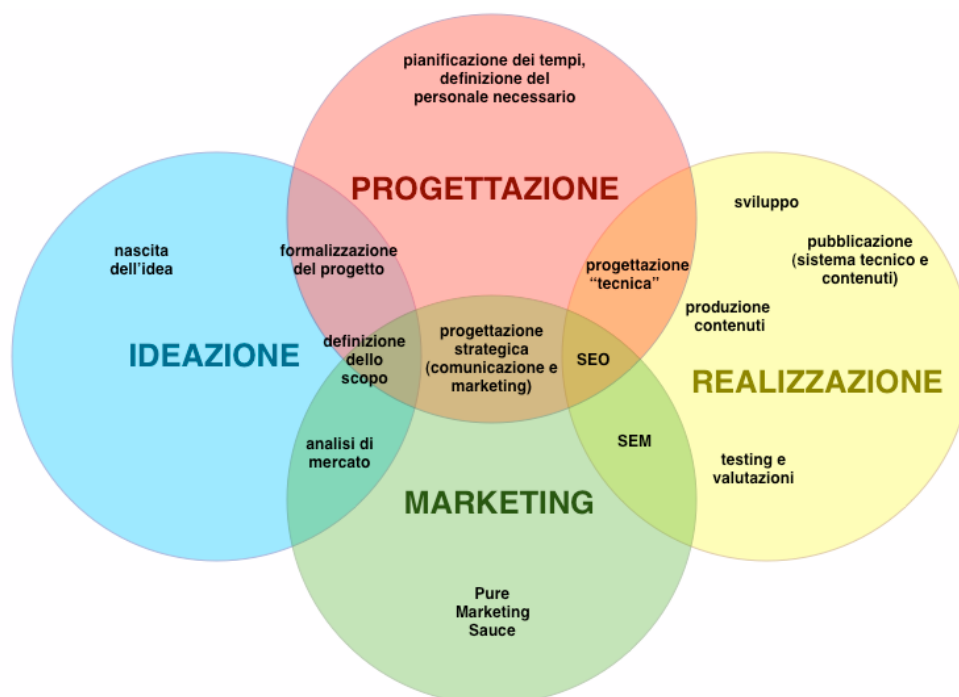 pianificazione dei tempi,
definizione del
personale necessario
PROGETTAZIONE
sviluppo
nascita
dell'idea
formalizzazione
del progetto
pubblicazione
(sistema tecnico e
contenuti)
progettazione
“tecnica”
produzione
contenuti
IDEAZIONE
definizione
dello
scopo
progettazione
strategica
(comunicazione e
marketing)
SEO
REALIZZAZIONE
analisi di
mercato
SEM
testing e
valutazioni
MARKETING
Pure
Marketing
Sauce